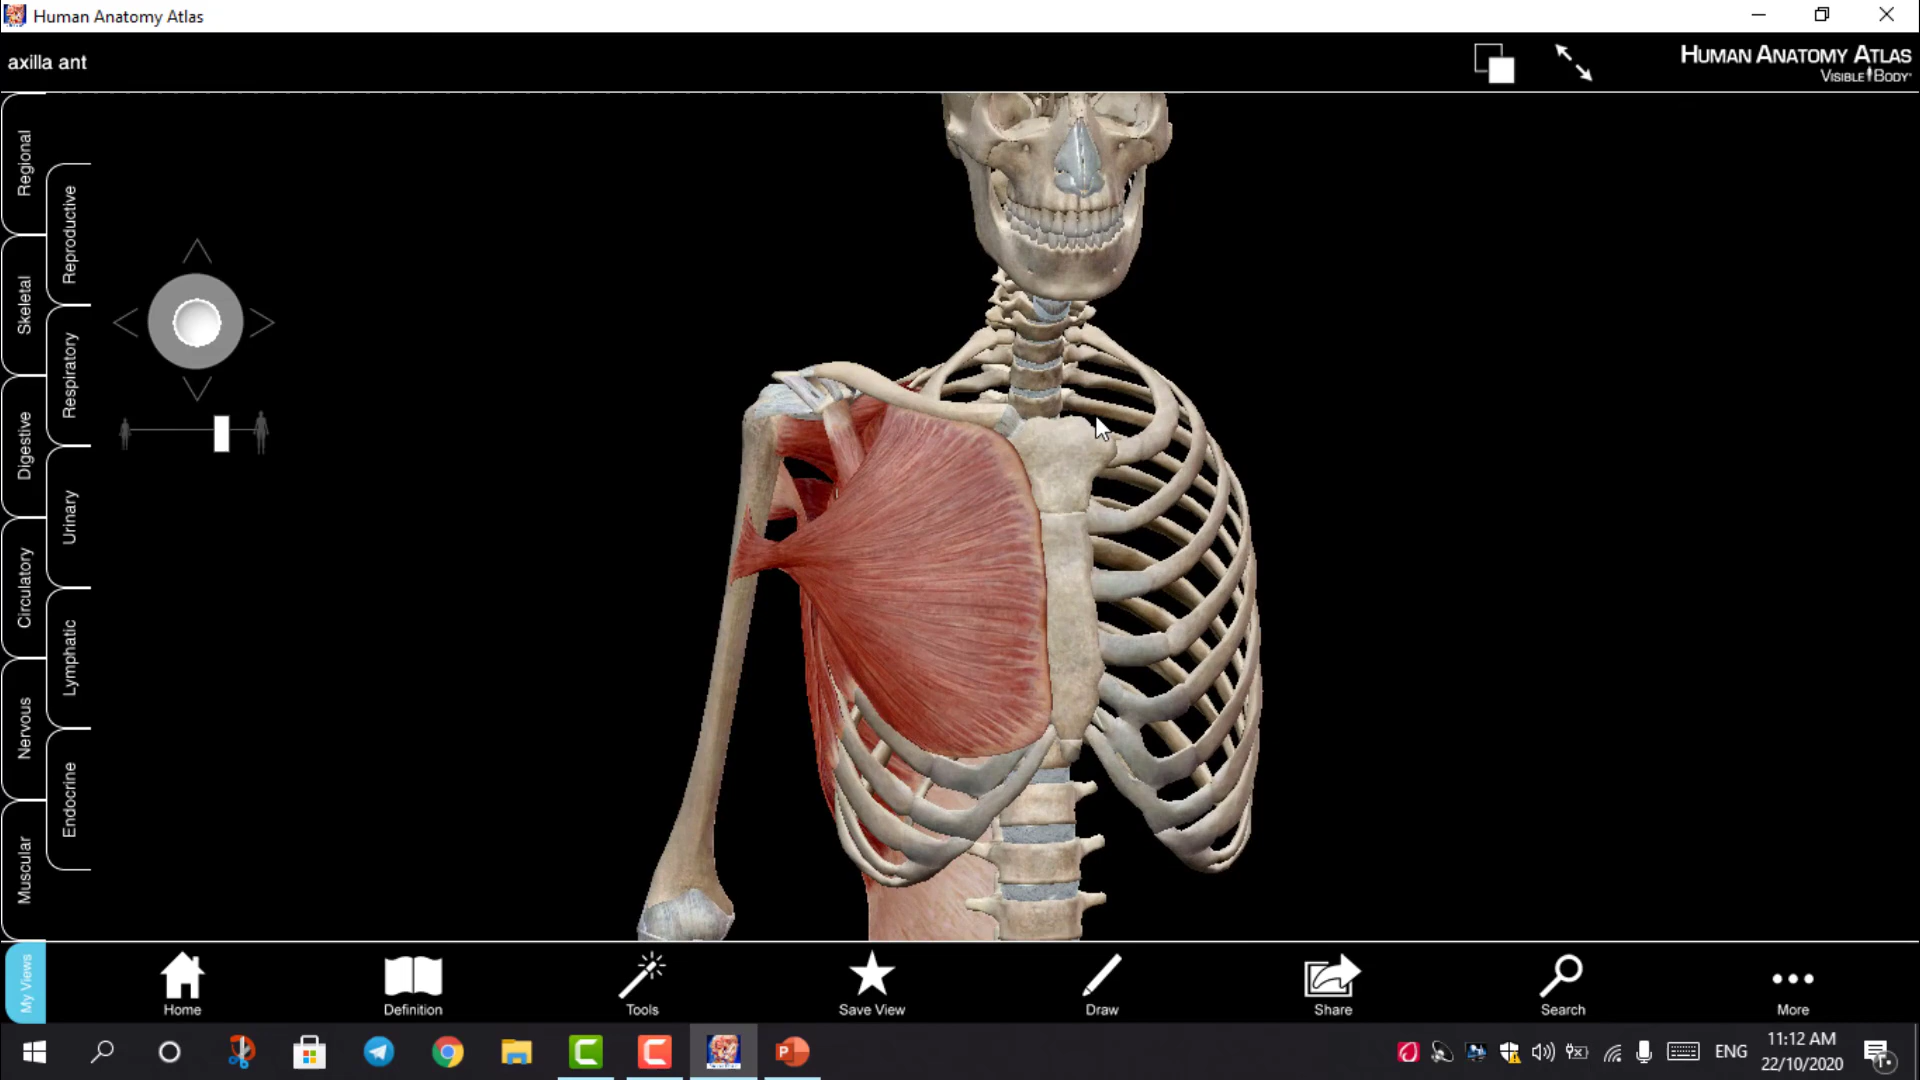 Human Anatomy Atlas
axilla ant
HUMAN ANATOMY ATLAS
VISIBLE BODY
Regional
Reproductive
Skeletal
Respiratory
Digestive
Urinary
Circulatory
Lymphatic
Nervous
Endocrine
Muscular
My Views
Home
Definition
Tools
Save View
Draw
Share
Search
More
ENG
11:12 AM
22/10/2020